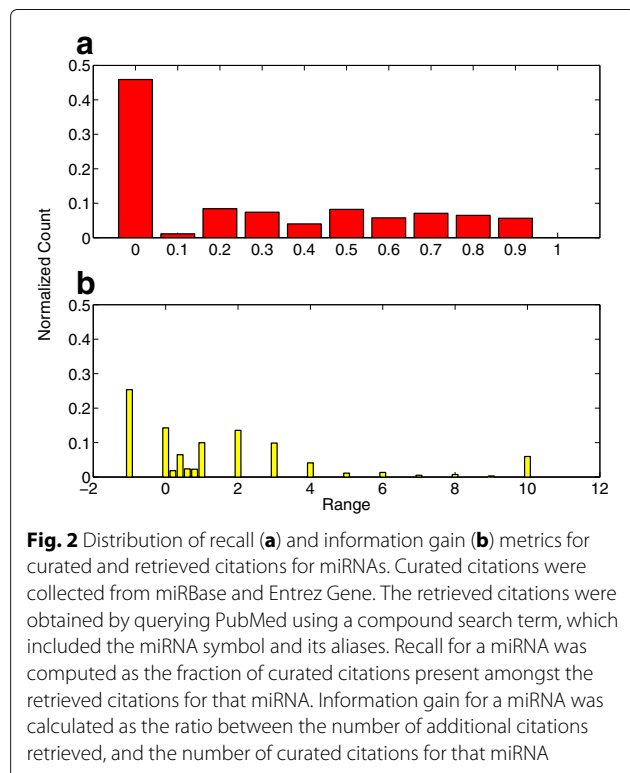 a
0.5
0.4
0.3
0.2
0.1
0
0 0.1 0.2 0.3 0.4 0.5 0.6 0.7 0.8 0.9 1
Normalized Count
b
0.5
0.4
0.3
0.2
0.1
0
−2 0 2 4 6 8 10 12
Range
Fig. 2 Distribution of recall (a) and information gain (b) metrics for
curated and retrieved citations for miRNAs. Curated citations were
collected from miRBase and Entrez Gene. The retrieved citations were
obtained by querying PubMed using a compound search term, which
included the miRNA symbol and its aliases. Recall for a miRNA was
computed as the fraction of curated citations present amongst the
retrieved citations for that miRNA. Information gain for a miRNA was
calculated as the ratio between the number of additional citations
retrieved, and the number of curated citations for that miRNA